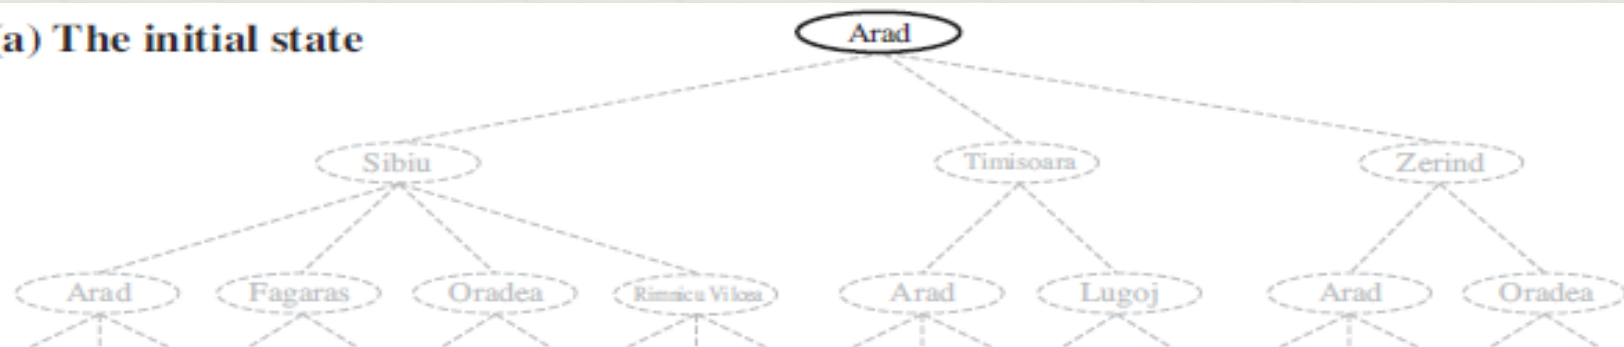 (a) The initial state
Arad
Sibiu Timisoara Zerind
Arad Fagaras Oradea Rimnicu Vilcea Arad Lugoj Arad Oradea